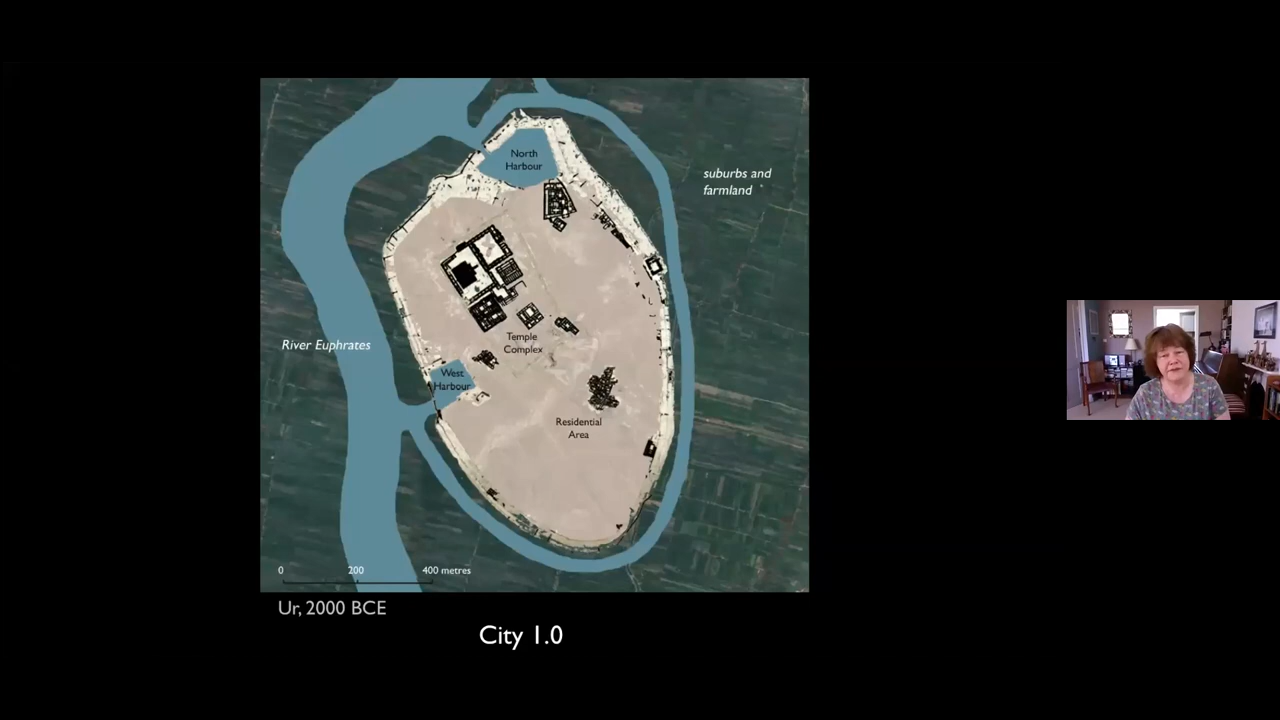 North
Harbour
suburbs and
farmland
Temple
Complex
River Euphrates
West
Harbour
Residential
Area
0 200 400 metres
Ur, 2000 BCE
City 1.0